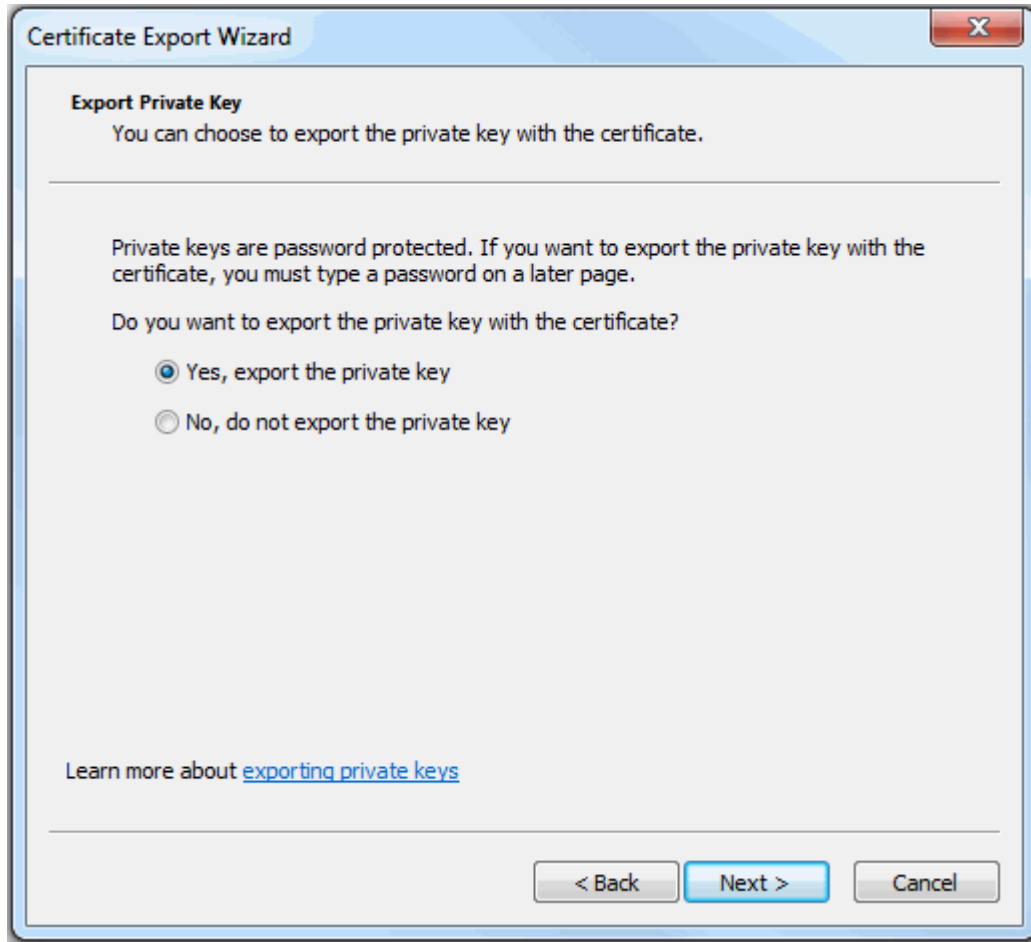 Certificate Export Wizard
Export Private Key
You can choose to export the private key with the certificate.
Private keys are password protected. If you want to export the private key with the
certificate, you must type a password on a later page.
Do you want to export the private key with the certificate?
Yes, export the private key
No, do not export the private key
Learn more about exporting private keys
< Back Next > Cancel